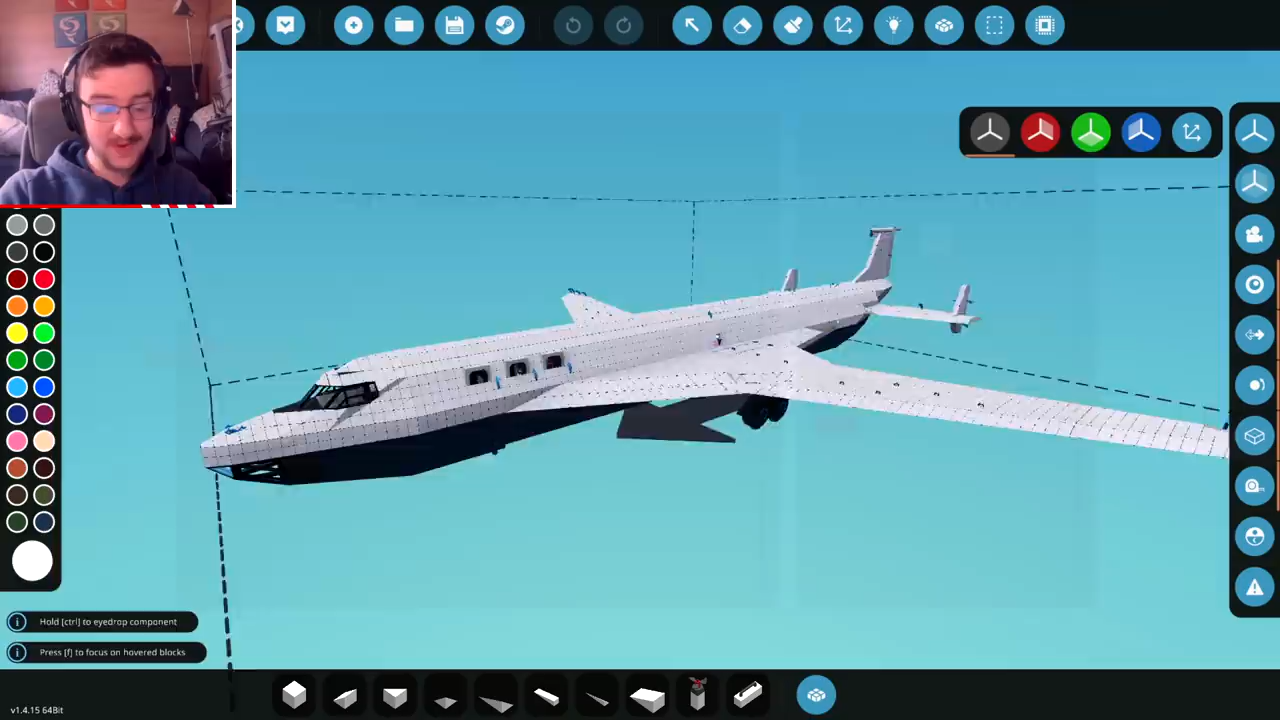 Hold [ctrl] to eyedrop component
Press [f] to focus on hovered blocks
v1.4.15 64Bit